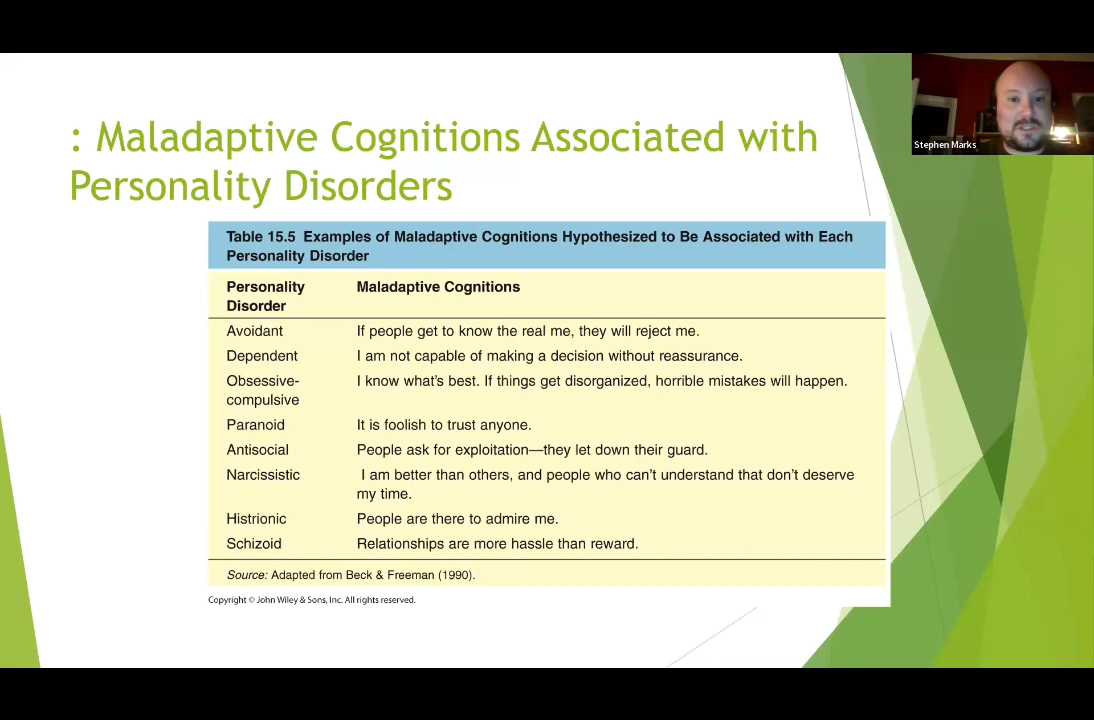 : Maladaptive Cognitions Associated with
Personality Disorders
Stephen Marks
Table 15.5 Examples of Maladaptive Cognitions Hypothesized to Be Associated with Each
Personality Disorder
Personality Maladaptive Cognitions
Disorder
Avoidant If people get to know the real me, they will reject me.
Dependent I am not capable of making a decision without reassurance.
Obsessive- I know what's best. If things get disorganized, horrible mistakes will happen.
compulsive
Paranoid It is foolish to trust anyone.
Antisocial People ask for exploitation—they let down their guard.
Narcissistic I am better than others, and people who can't understand that don't deserve
my time.
Histrionic People are there to admire me.
Schizoid Relationships are more hassle than reward.
Source: Adapted from Beck & Freeman (1990).
Copyright © John Wiley & Sons, Inc. All rights reserved.